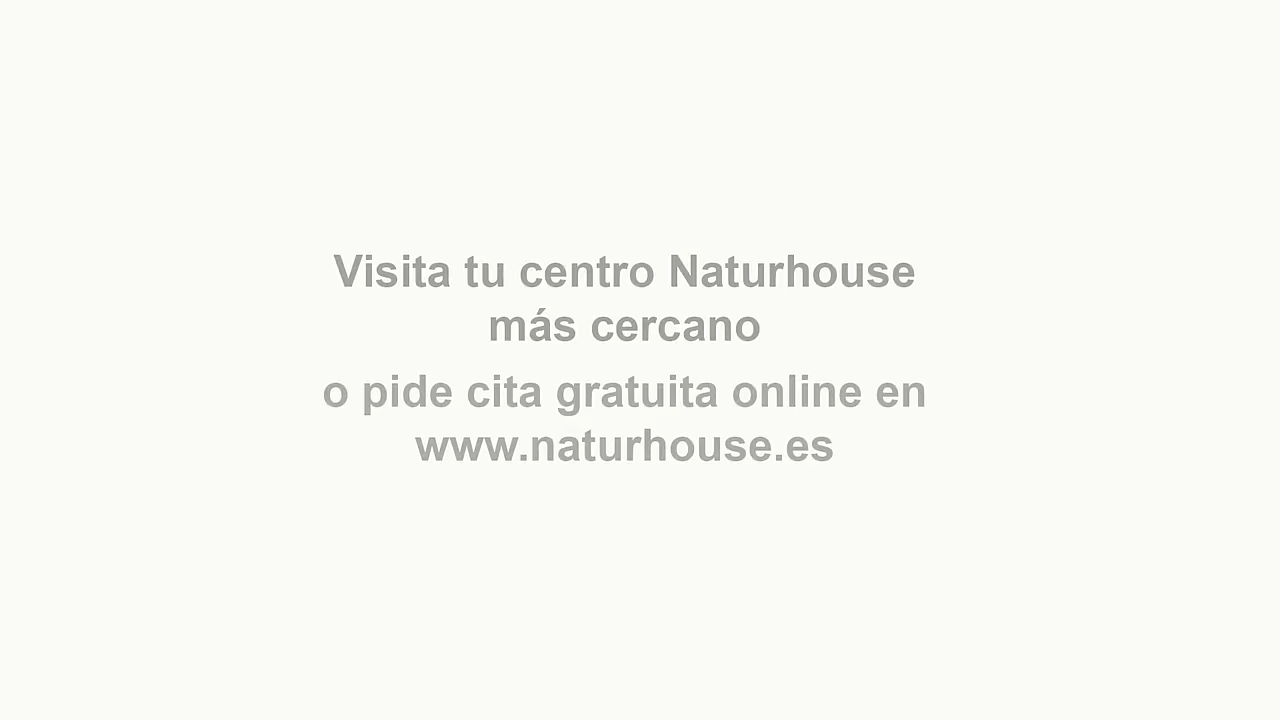 Visita tu centro Naturhouse
más cercano
o pide cita gratuita online en
www.naturhouse.es